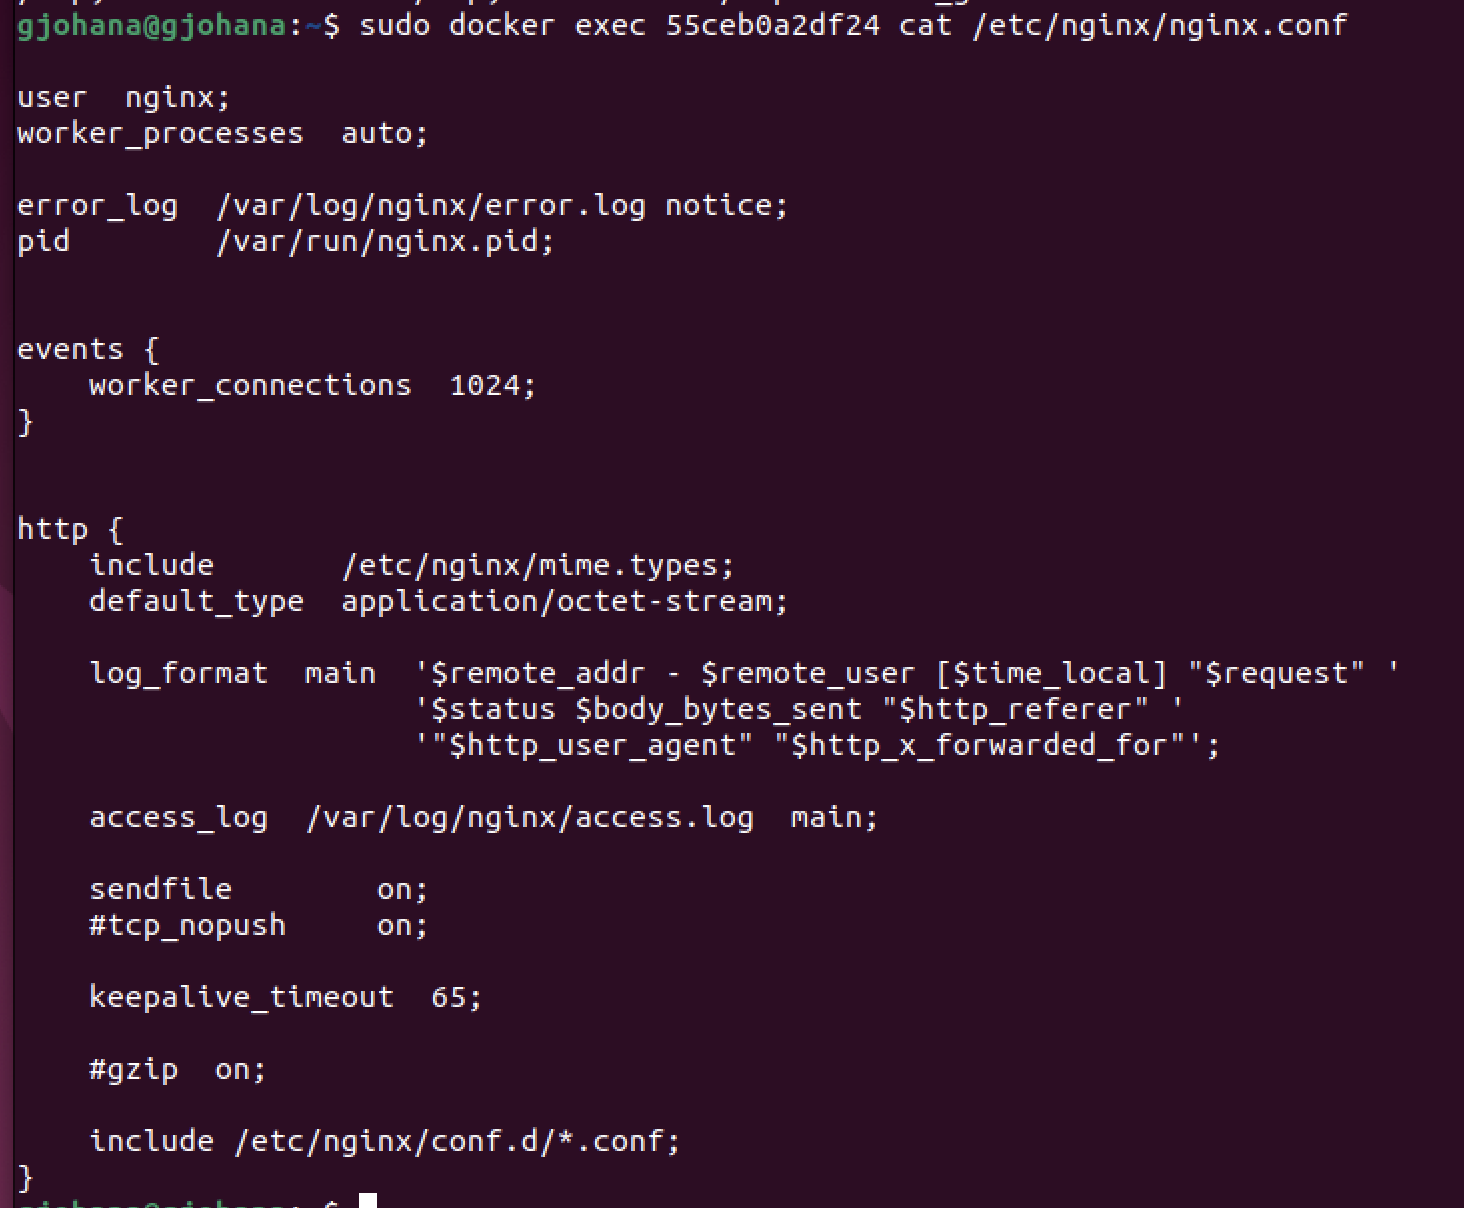 gjohana@gjohana:~$ sudo docker exec 55ceb0a2df24 cat /etc/nginx/nginx.conf

user  nginx;
worker_processes  auto;

error_log  /var/log/nginx/error.log notice;
pid        /var/run/nginx.pid;


events {
    worker_connections  1024;
}


http {
    include       /etc/nginx/mime.types;
    default_type  application/octet-stream;

    log_format  main  '$remote_addr - $remote_user [$time_local] "$request" '
                      '$status $body_bytes_sent "$http_referer" '
                      '"$http_user_agent" "$http_x_forwarded_for"';

    access_log  /var/log/nginx/access.log  main;

    sendfile        on;
    #tcp_nopush     on;

    keepalive_timeout  65;

    #gzip  on;

    include /etc/nginx/conf.d/*.conf;
}
gjohana@gjohana:~$